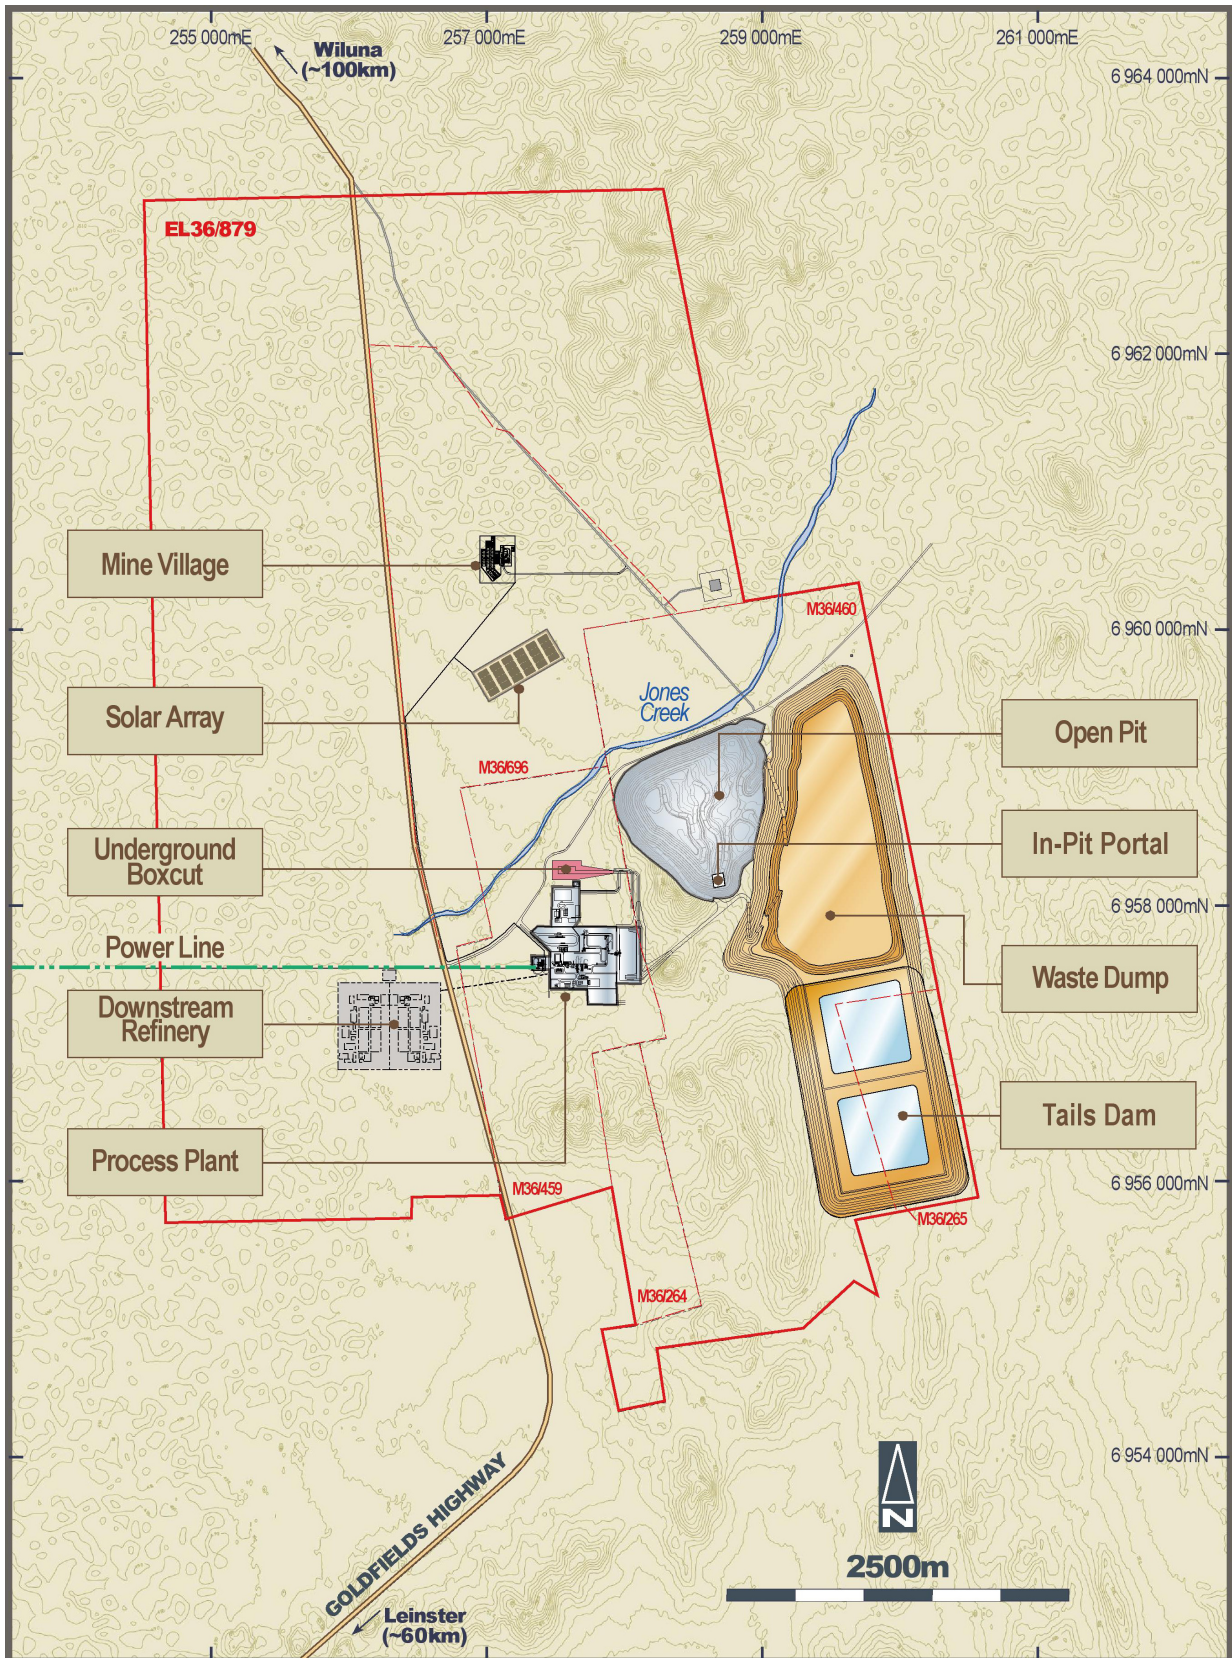 255 000mE
257 000mE
259 000mE
261 000mE
Wiluna
(~100km)
6 964 000mN
EL36/879
6 962 000mN
Mine Village
M36/460
6 960 000mN
Solar Array
Jones
Creek
Open Pit
M36/696
Underground
Boxcut
In-Pit Portal
6 958 000mN
Power Line
Waste Dump
Downstream
Refinery
Tails Dam
Process Plant
M36/459
6 956 000mN
M36/265
M36/264
6 954 000mN
GOLDFIELDS HIGHWAY
N
2500m
Leinster
(~60km)